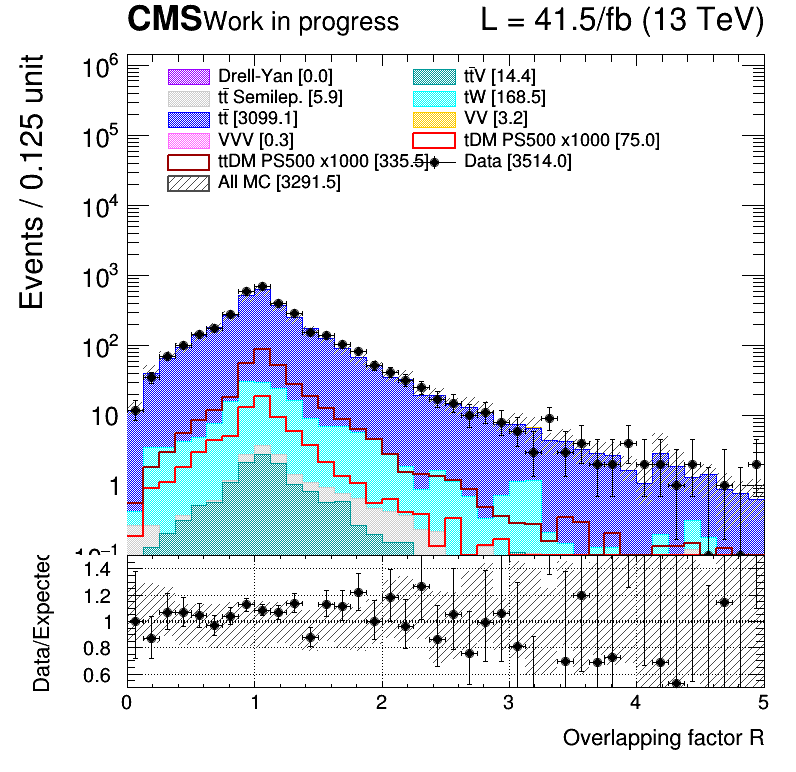 CMS Work in progress L = 41.5/fb (13 TeV)
Events / 0.125 unit
10⁶
10⁵
10⁴
10³
10²
10
1
10⁻¹
Drell-Yan [0.0] tt̄V [14.4]
tt̄ Semilep. [5.9] tW [168.5]
tt̄ [3099.1] VV [3.2]
VVV [0.3] tDM PS500 x1000 [75.0]
ttDM PS500 x1000 [335.5] Data [3514.0]
All MC [3291.5]
Data/Expected
1.4
1.2
1
0.8
0.6
0 1 2 3 4 5
Overlapping factor R